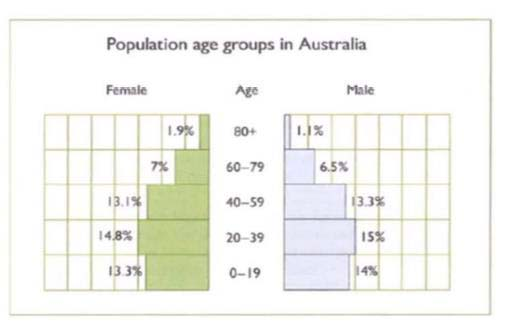 Population age groups in Australia
Female Age Male
1.9% 80+ 1.1%
7% 60–79 6.5%
13.1% 40–59 13.3%
14.8% 20–39 15%
13.3% 0–19 14%